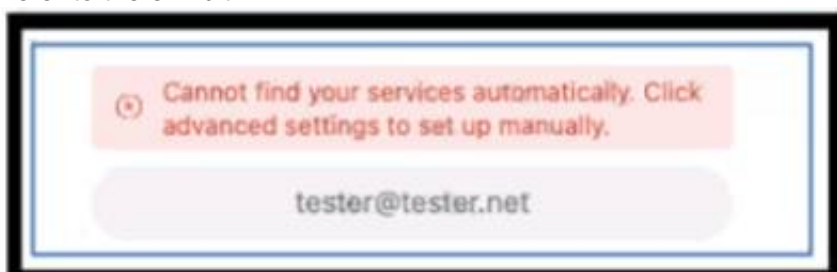 Cannot find your services automatically. Click
advanced settings to set up manually.
tester@tester.net